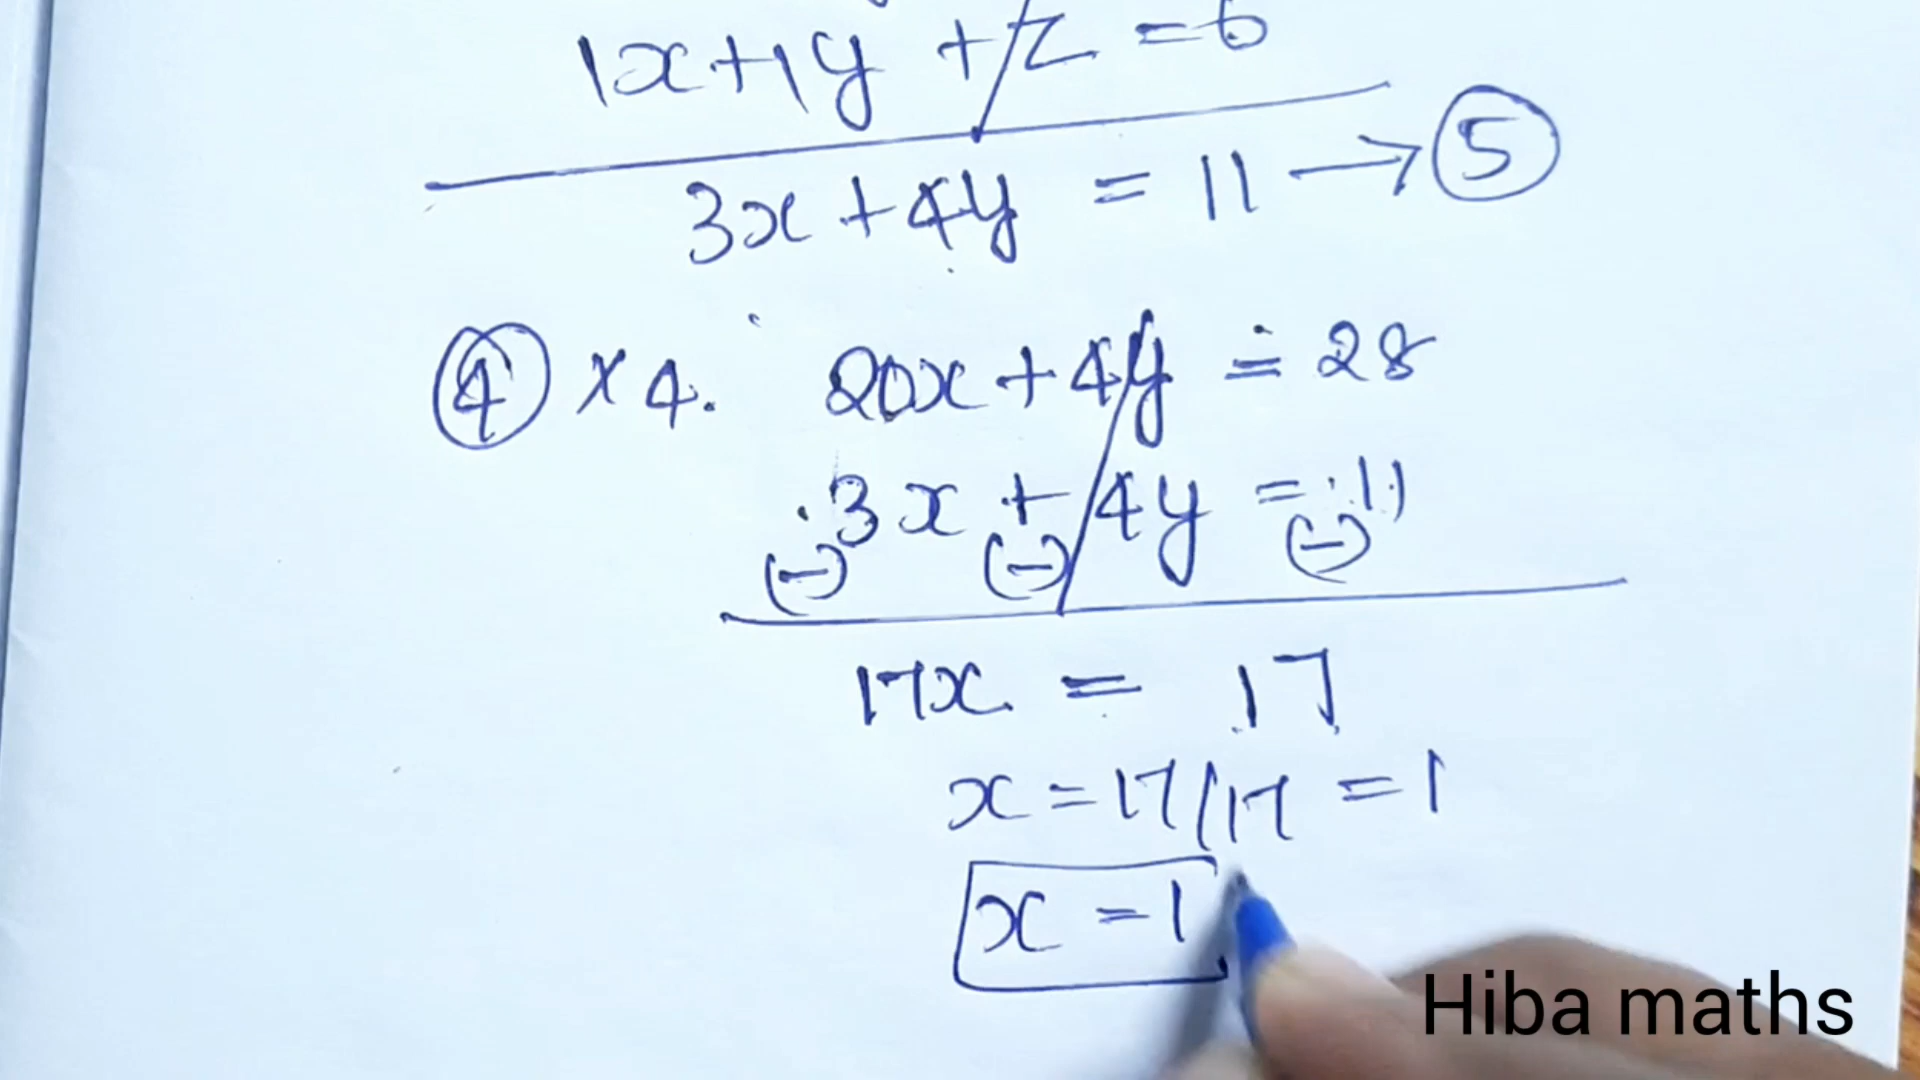 1x+1y +z = 6
3x+4y = 11 → 5
4 × 4. 20x+4y = 28
3x + 4y = 11
(-) (-) (-)
17x = 17
x = 17/17 = 1
x = 1
Hiba maths